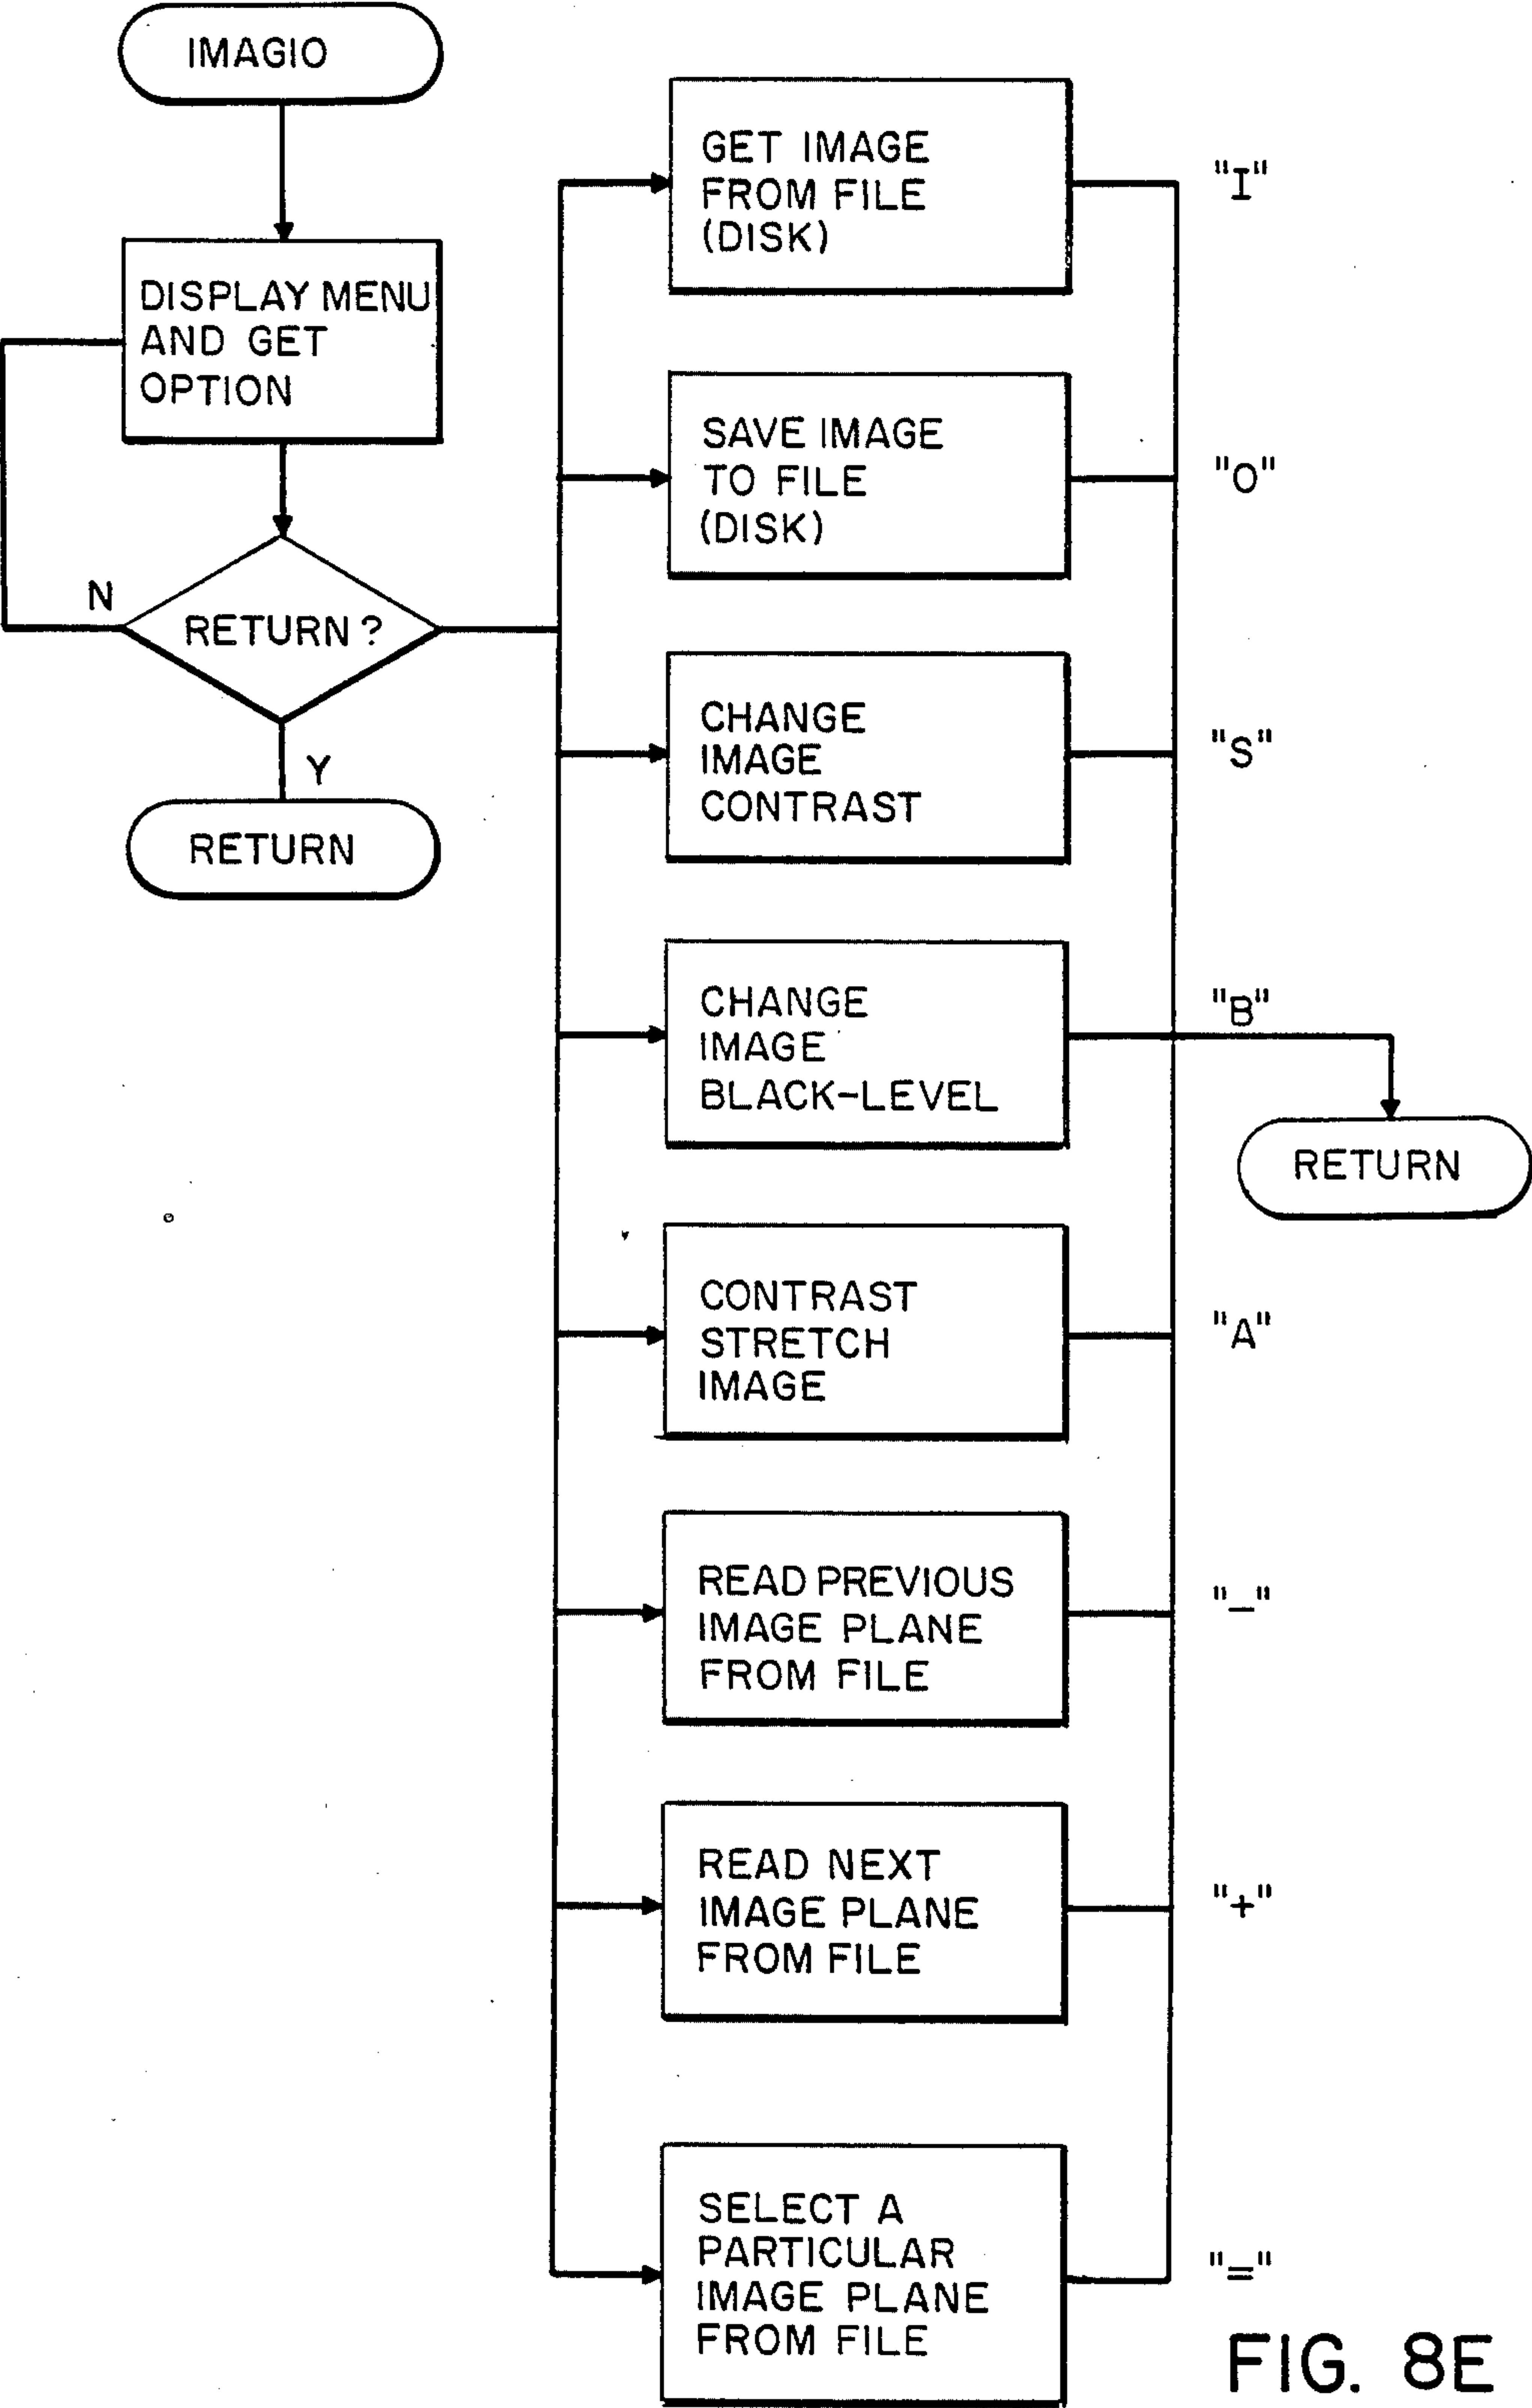 IMAGIO
DISPLAY MENU
AND GET
OPTION
N
RETURN ?
Y
RETURN
GET IMAGE
FROM FILE
(DISK)
"I"
SAVE IMAGE
TO FILE
(DISK)
"O"
CHANGE
IMAGE
CONTRAST
"S"
CHANGE
IMAGE
BLACK-LEVEL
"B"
RETURN
CONTRAST
STRETCH
IMAGE
"A"
READ PREVIOUS
IMAGE PLANE
FROM FILE
"-"
READ NEXT
IMAGE PLANE
FROM FILE
"+"
SELECT A
PARTICULAR
IMAGE PLANE
FROM FILE
"="
FIG. 8E